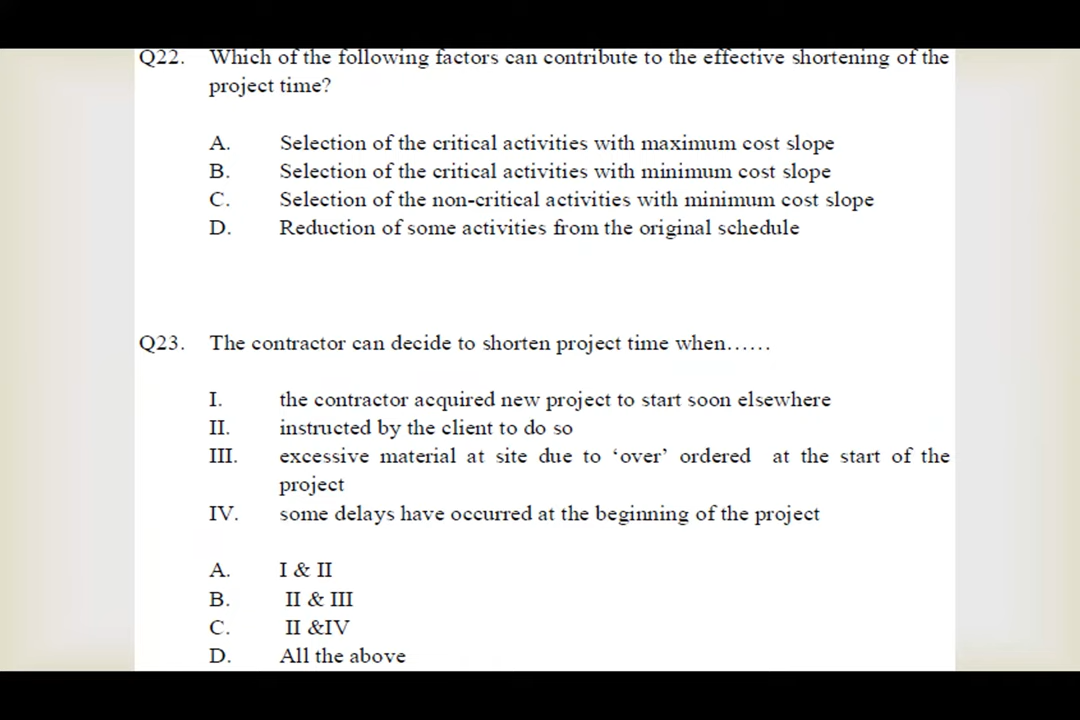 Q22. Which of the following factors can contribute to the effective shortening of the
project time?
A. Selection of the critical activities with maximum cost slope
B. Selection of the critical activities with minimum cost slope
C. Selection of the non-critical activities with minimum cost slope
D. Reduction of some activities from the original schedule
Q23. The contractor can decide to shorten project time when……
I. the contractor acquired new project to start soon elsewhere
II. instructed by the client to do so
III. excessive material at site due to ‘over’ ordered at the start of the
project
IV. some delays have occurred at the beginning of the project
A. I & II
B. II & III
C. II &IV
D. All the above